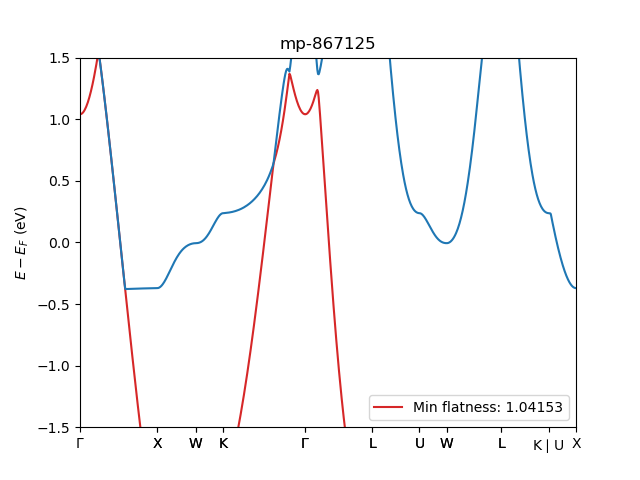 mp-867125
E − E_F (eV)
1.5
1.0
0.5
0.0
−0.5
−1.0
−1.5
Min flatness: 1.04153
Γ X W K Γ L U W L K | U X